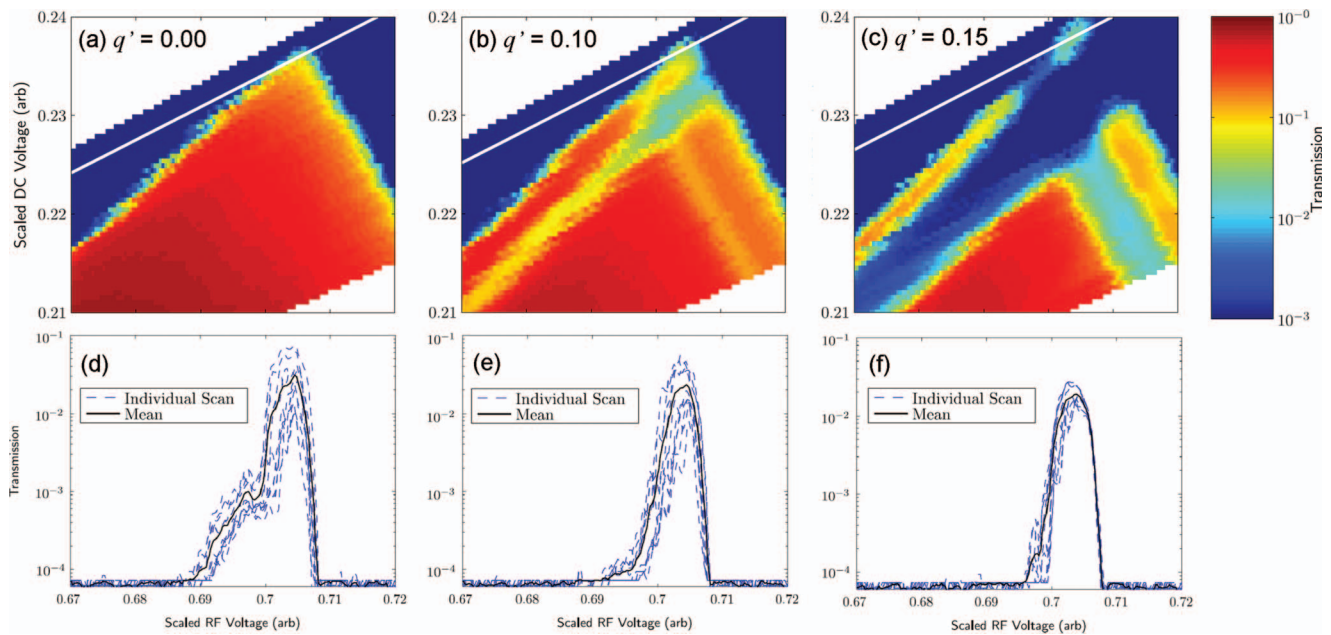 (a) q' = 0.00
(b) q' = 0.10
(c) q' = 0.15
Scaled DC Voltage (arb)
0.24
0.23
0.22
0.21
0.24
0.23
0.22
0.21
0.24
0.23
0.22
0.21
10⁻⁰
10⁻¹
10⁻²
10⁻³
Transmission
(d)
Individual Scan
Mean
Transmission
10⁻¹
10⁻²
10⁻³
10⁻⁴
0.67 0.68 0.69 0.7 0.71 0.72
Scaled RF Voltage (arb)
(e)
Individual Scan
Mean
10⁻¹
10⁻²
10⁻³
10⁻⁴
0.67 0.68 0.69 0.7 0.71 0.72
Scaled RF Voltage (arb)
(f)
Individual Scan
Mean
10⁻¹
10⁻²
10⁻³
10⁻⁴
0.67 0.68 0.69 0.7 0.71 0.72
Scaled RF Voltage (arb)